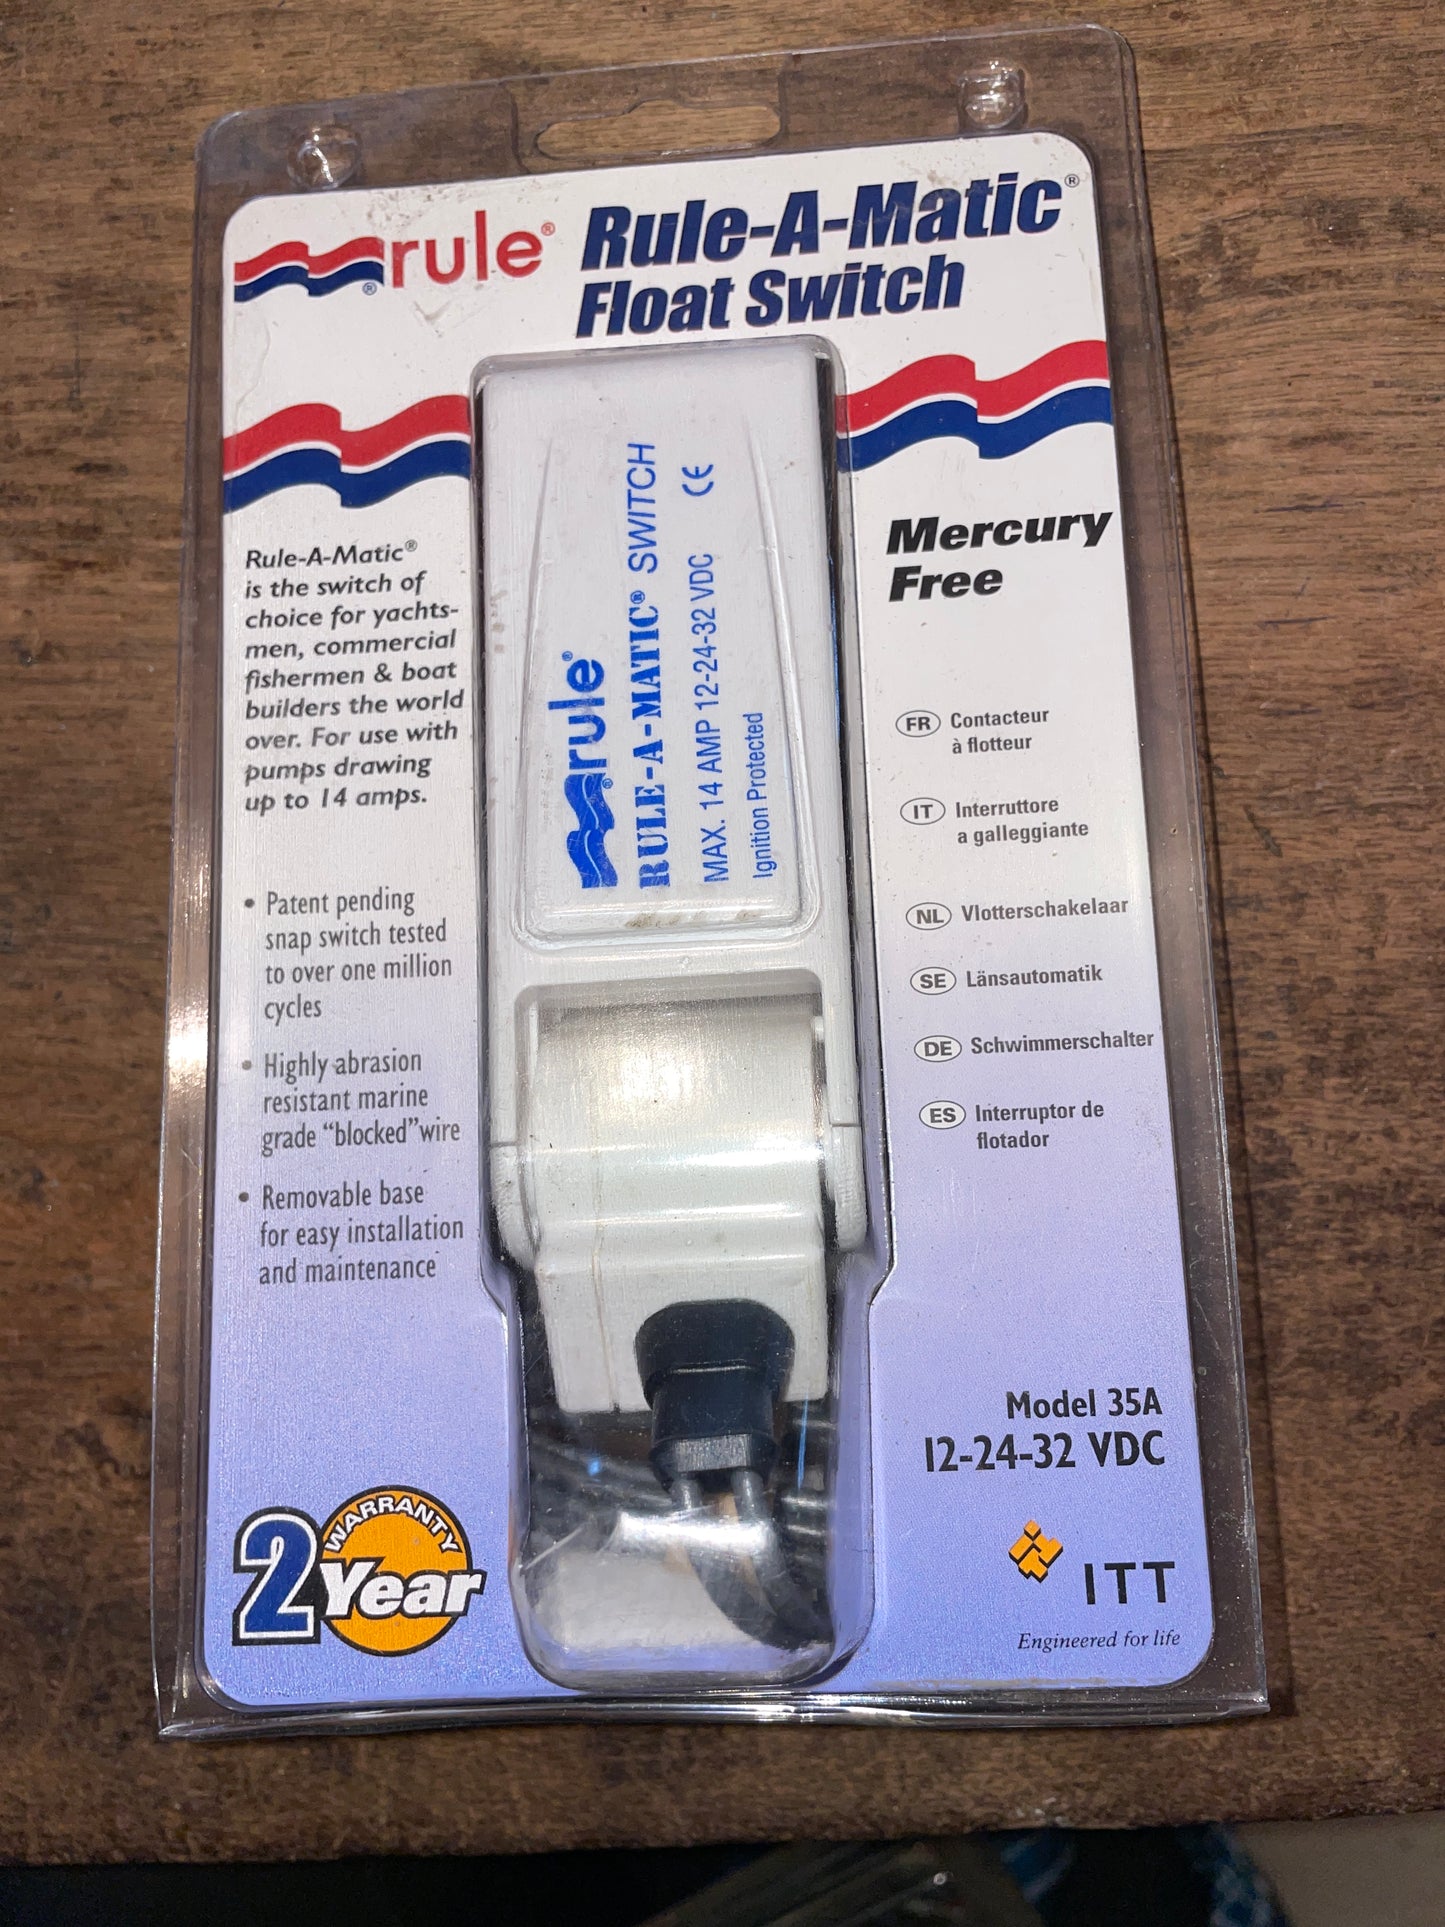 rule®
®
Rule-A-Matic®
Float Switch
Rule-A-Matic®
is the switch of
choice for yachts-
men, commercial
fishermen & boat
builders the world
over. For use with
pumps drawing
up to 14 amps.
• Patent pending
snap switch tested
to over one million
cycles
• Highly abrasion
resistant marine
grade “blocked” wire
• Removable base
for easy installation
and maintenance
2 WARRANTY
Year
rule®
®
RULE-A-MATIC® SWITCH
MAX. 14 AMP 12-24-32 VDC CE
Ignition Protected
Mercury
Free
FR Contacteur
à flotteur
IT Interruttore
a galleggiante
NL Vlotterschakelaar
SE Länsautomatik
DE Schwimmerschalter
ES Interruptor de
flotador
Model 35A
12-24-32 VDC
ITT
Engineered for life